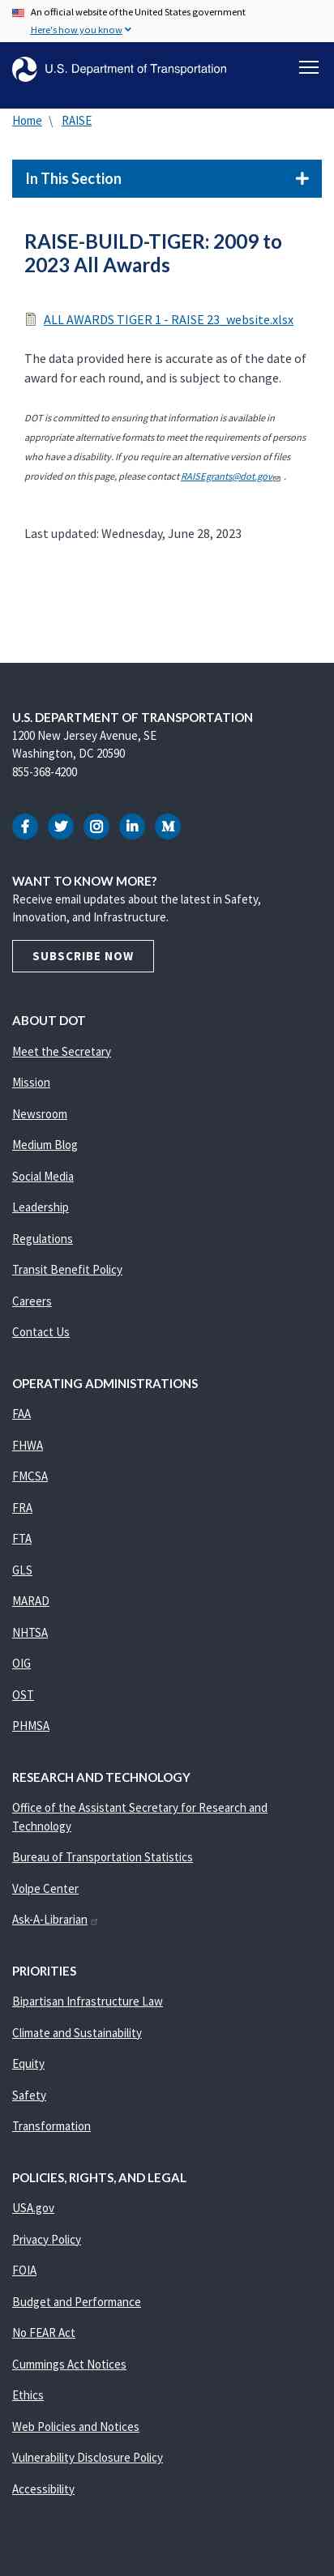 An official website of the United States government
Here's how you know
U.S. Department of Transportation
Home \ RAISE
In This Section
RAISE-BUILD-TIGER: 2009 to
2023 All Awards
ALL AWARDS TIGER 1 - RAISE 23_website.xlsx
The data provided here is accurate as of the date of
award for each round, and is subject to change.
DOT is committed to ensuring that information is available in
appropriate alternative formats to meet the requirements of persons
who have a disability. If you require an alternative version of files
provided on this page, please contact RAISEgrants@dot.gov .
Last updated: Wednesday, June 28, 2023
U.S. DEPARTMENT OF TRANSPORTATION
1200 New Jersey Avenue, SE
Washington, DC 20590
855-368-4200
WANT TO KNOW MORE?
Receive email updates about the latest in Safety,
Innovation, and Infrastructure.
SUBSCRIBE NOW
ABOUT DOT
Meet the Secretary
Mission
Newsroom
Medium Blog
Social Media
Leadership
Regulations
Transit Benefit Policy
Careers
Contact Us
OPERATING ADMINISTRATIONS
FAA
FHWA
FMCSA
FRA
FTA
GLS
MARAD
NHTSA
OIG
OST
PHMSA
RESEARCH AND TECHNOLOGY
Office of the Assistant Secretary for Research and
Technology
Bureau of Transportation Statistics
Volpe Center
Ask-A-Librarian
PRIORITIES
Bipartisan Infrastructure Law
Climate and Sustainability
Equity
Safety
Transformation
POLICIES, RIGHTS, AND LEGAL
USA.gov
Privacy Policy
FOIA
Budget and Performance
No FEAR Act
Cummings Act Notices
Ethics
Web Policies and Notices
Vulnerability Disclosure Policy
Accessibility